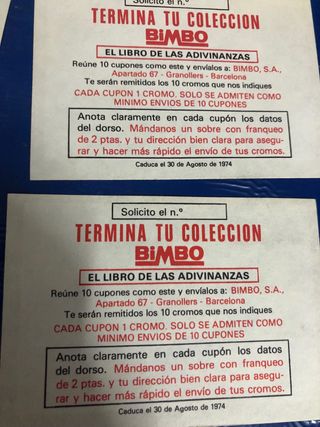 Solicito el n.º
TERMINA TU COLECCION
BIMBO
EL LIBRO DE LAS ADIVINANZAS
Reúne 10 cupones como este y envíalos a: BIMBO, S.A.,
Apartado 67 - Granollers - Barcelona
Te serán remitidos los 10 cromos que nos indiques
CADA CUPON 1 CROMO. SOLO SE ADMITEN COMO
MINIMO ENVIOS DE 10 CUPONES
Anota claramente en cada cupón los datos
del dorso. Mándanos un sobre con franqueo
de 2 ptas. y tu dirección bien clara para asegu-
rar y hacer más rápido el envío de tus cromos.
Caduca el 30 de Agosto de 1974
Solicito el n.º
TERMINA TU COLECCION
BIMBO
EL LIBRO DE LAS ADIVINANZAS
Reúne 10 cupones como este y envíalos a: BIMBO, S.A.,
Apartado 67 - Granollers - Barcelona
Te serán remitidos los 10 cromos que nos indiques
CADA CUPON 1 CROMO. SOLO SE ADMITEN COMO
MINIMO ENVIOS DE 10 CUPONES
Anota claramente en cada cupón los datos
del dorso. Mándanos un sobre con franqueo
de 2 ptas. y tu dirección bien clara para asegu-
rar y hacer más rápido el envío de tus cromos.
Caduca el 30 de Agosto de 1974